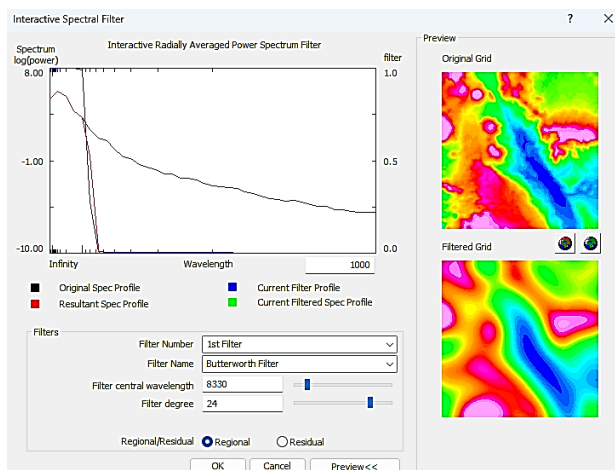 Interactive Spectral Filter
? ×
Preview
Spectrum
log(power)
Interactive Radially Averaged Power Spectrum Filter
filter
Original Grid
8.00
1.0
-1.00
0.5
-10.00
0.0
Infinity
Wavelength
1000
Filtered Grid
Original Spec Profile
Current Filter Profile
Resultant Spec Profile
Current Filtered Spec Profile
Filters
Filter Number
1st Filter
Filter Name
Butterworth Filter
Filter central wavelength
8330
Filter degree
24
Regional/Residual
Regional
Residual
OK
Cancel
Preview<<